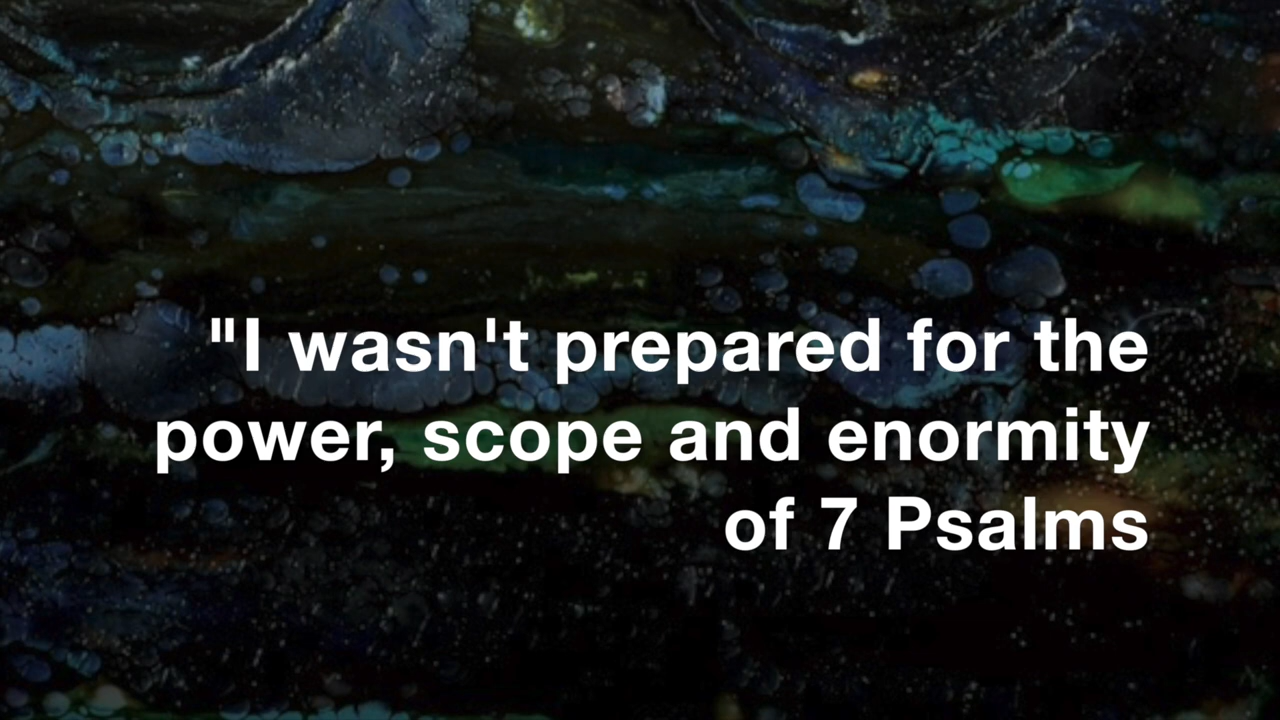 "I wasn't prepared for the
power, scope and enormity
of 7 Psalms